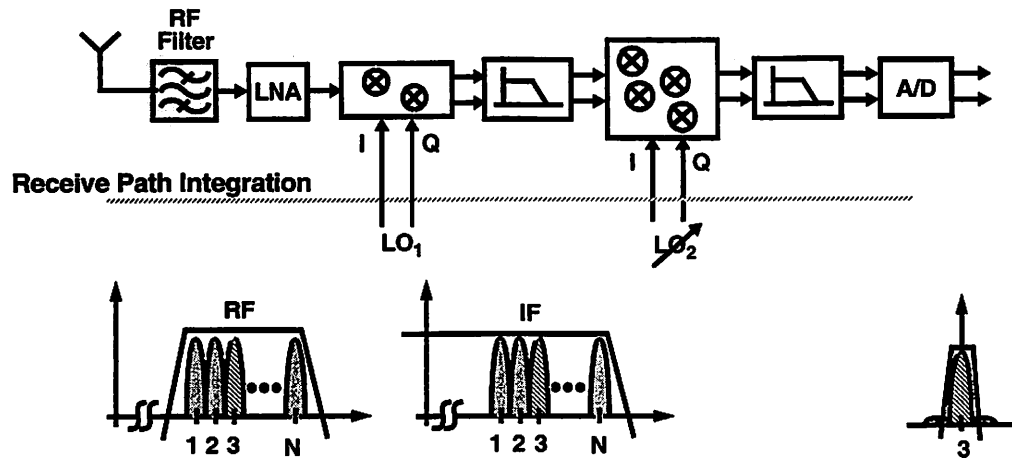 RF
Filter
LNA
A/D
I Q
I Q
Receive Path Integration
LO1
LO2
RF
IF
1 2 3 N
1 2 3 N
3